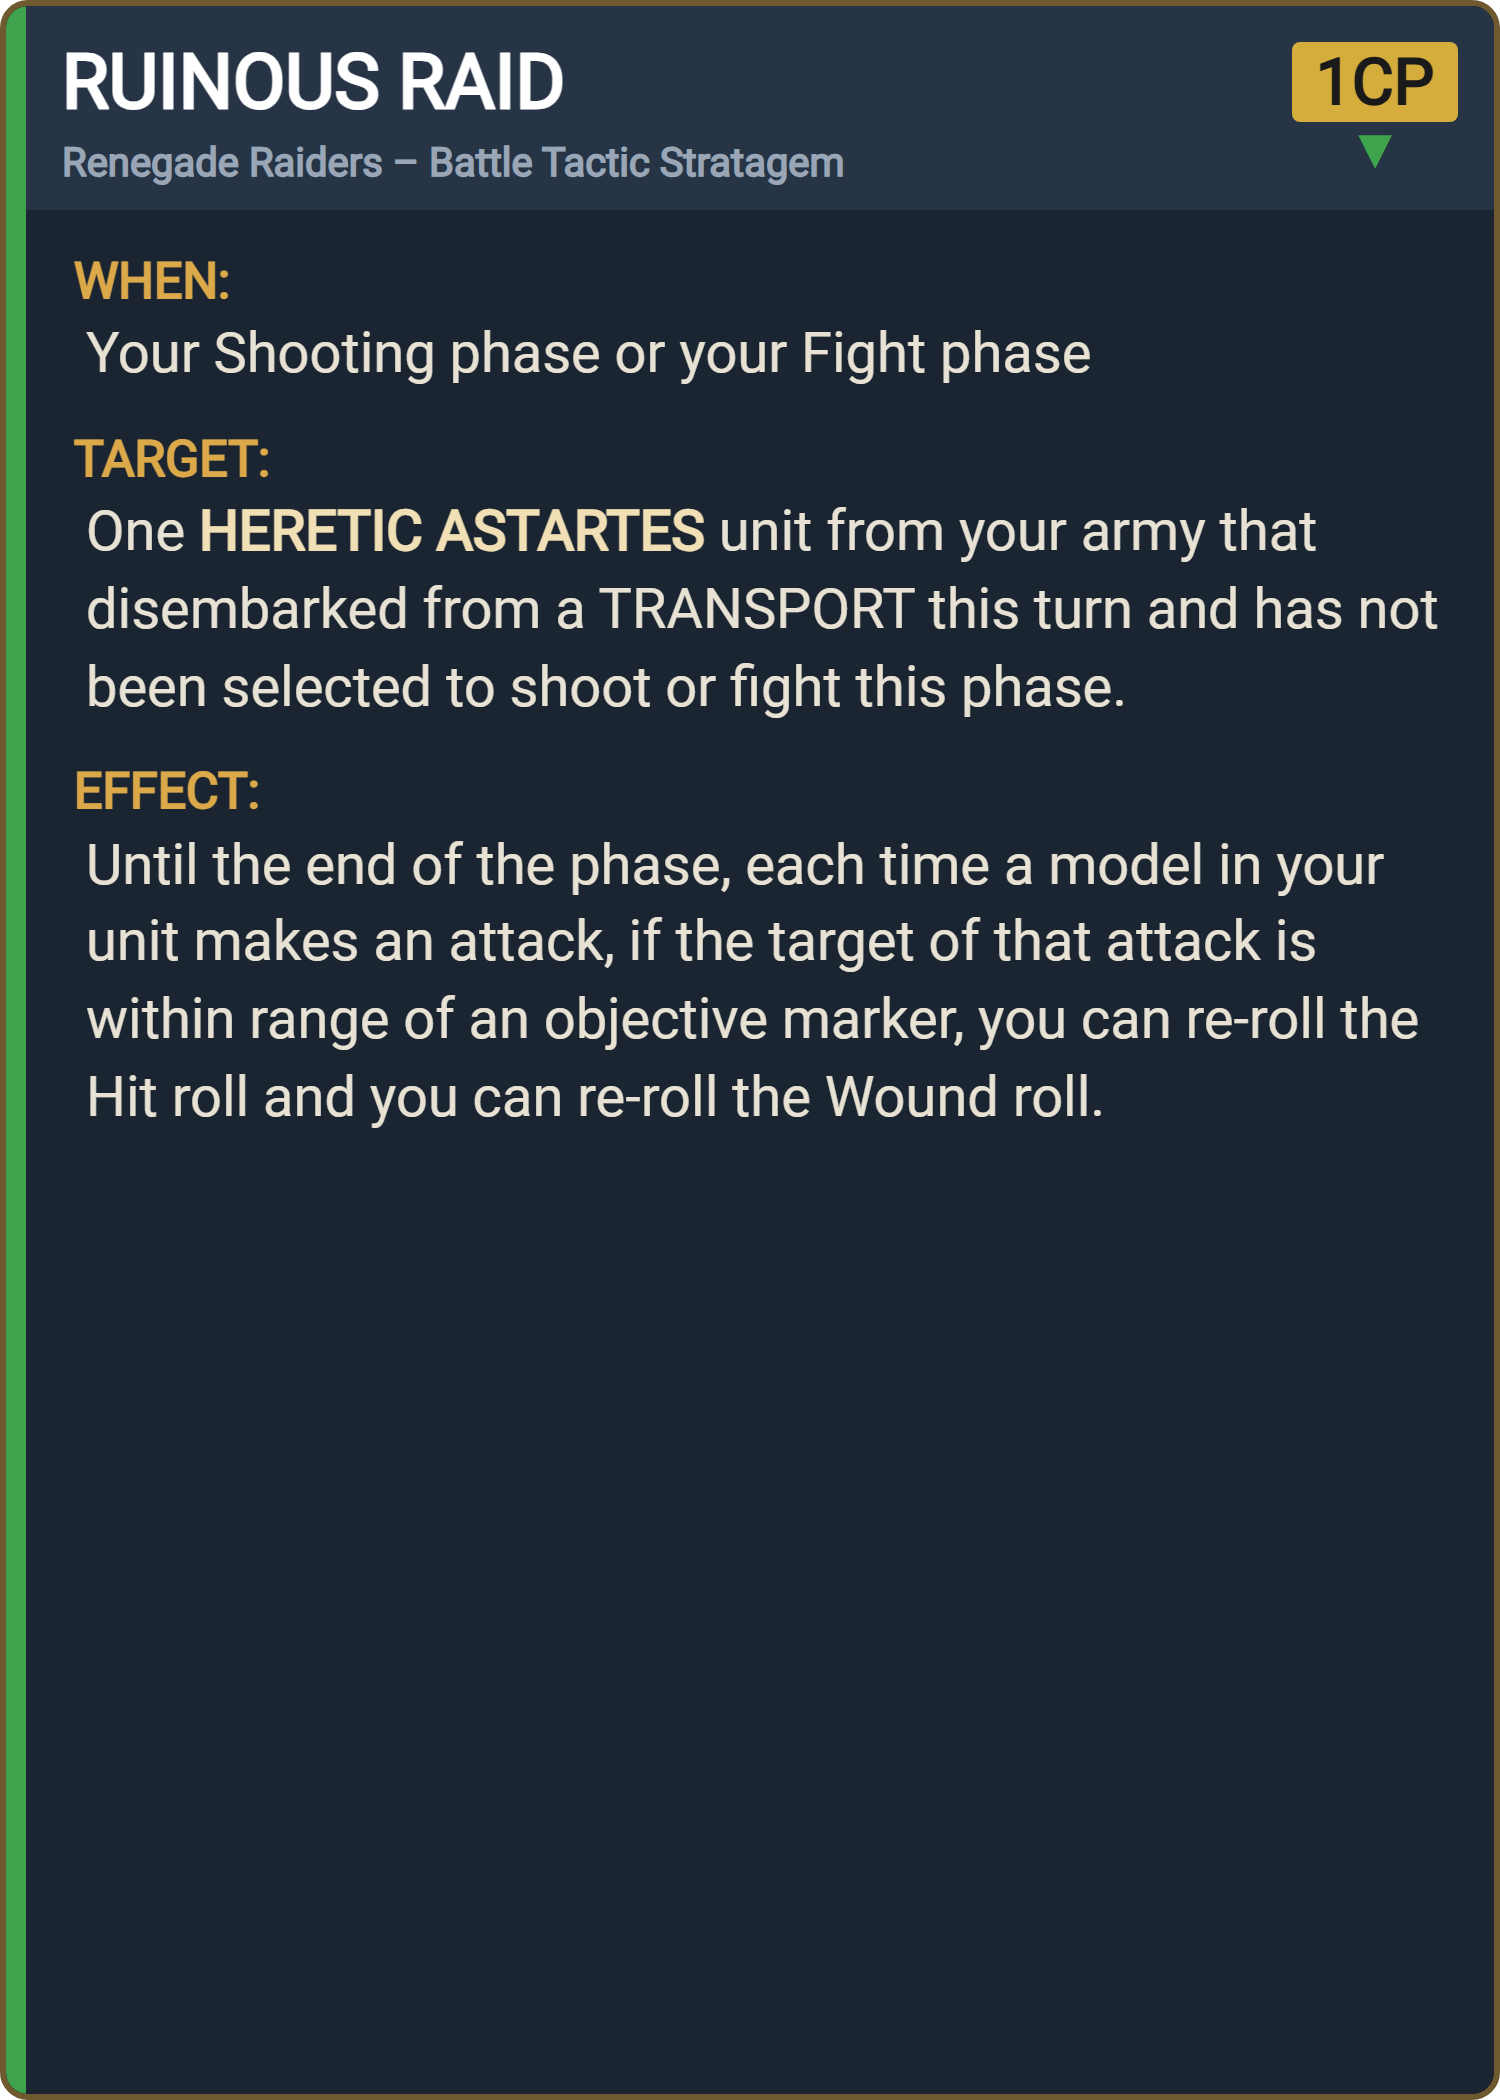 RUINOUS RAID
1CP
Renegade Raiders – Battle Tactic Stratagem
WHEN:
Your Shooting phase or your Fight phase
TARGET:
One HERETIC ASTARTES unit from your army that
disembarked from a TRANSPORT this turn and has not
been selected to shoot or fight this phase.
EFFECT:
Until the end of the phase, each time a model in your
unit makes an attack, if the target of that attack is
within range of an objective marker, you can re-roll the
Hit roll and you can re-roll the Wound roll.